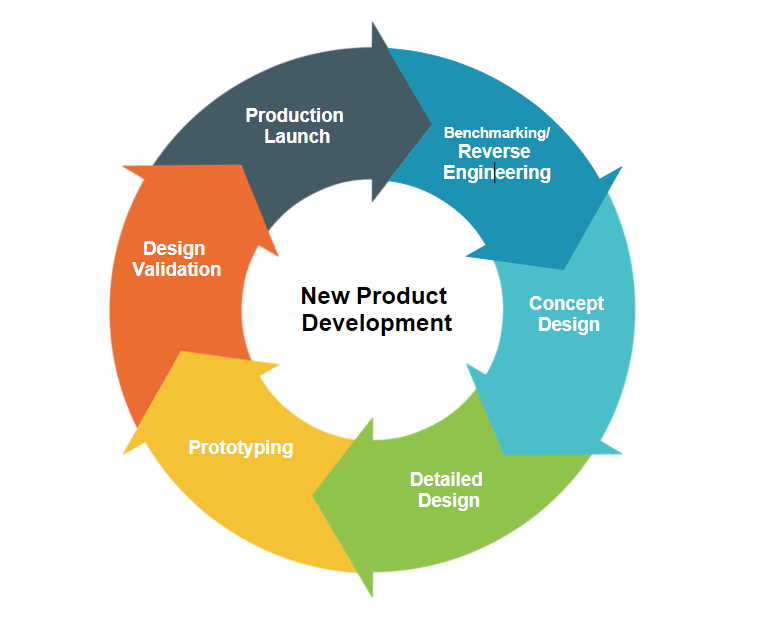 Production
Launch
Benchmarking/
Reverse
Engineering
Design
Validation
New Product
Development
Concept
Design
Prototyping
Detailed
Design